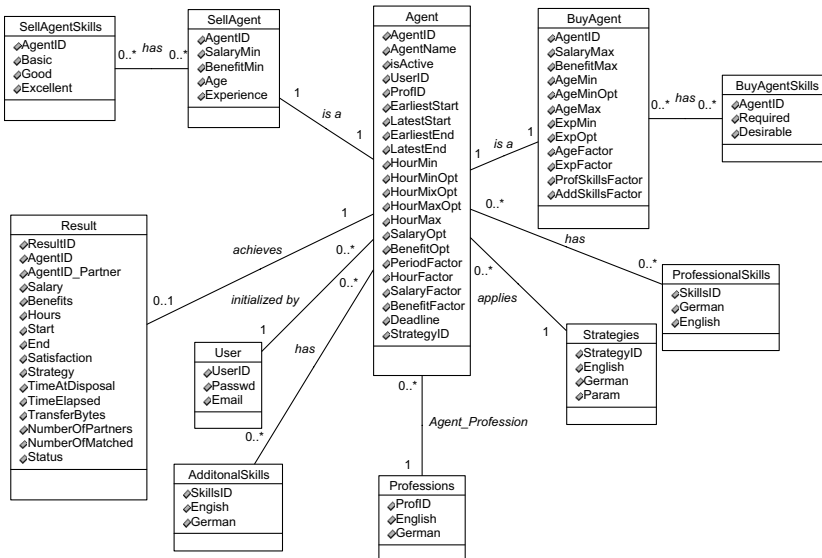 SellAgentSkills
AgentID
Basic
Good
Excellent
0..*
has
0..*
SellAgent
AgentID
SalaryMin
BenefitMin
Age
Experience
1
is a
1
Agent
AgentID
AgentName
isActive
UserID
ProfID
EarliestStart
LatestStart
EarliestEnd
LatestEnd
HourMin
HourMinOpt
HourMixOpt
HourMaxOpt
HourMax
SalaryOpt
BenefitOpt
PeriodFactor
HourFactor
SalaryFactor
BenefitFactor
Deadline
StrategyID
BuyAgent
AgentID
SalaryMax
BenefitMax
AgeMin
AgeMinOpt
AgeMax
ExpMin
ExpOpt
AgeFactor
ExpFactor
ProfSkillsFactor
AddSkillsFactor
1
is a
1
0..*
has
0..*
BuyAgentSkills
AgentID
Required
Desirable
Result
ResultID
AgentID
AgentID_Partner
Salary
Benefits
Hours
Start
End
Satisfaction
Strategy
TimeAtDisposal
TimeElapsed
TransferBytes
NumberOfPartners
NumberOfMatched
Status
1
achieves
0..1
0..*
initialized by
1
User
UserID
Passwd
Email
0..*
has
0..*
AdditonalSkills
SkillsID
Engish
German
0..*
Agent_Profession
1
Professions
ProfID
English
German
0..*
applies
1
Strategies
StrategyID
English
German
Param
0..*
has
0..*
ProfessionalSkills
SkillsID
German
English